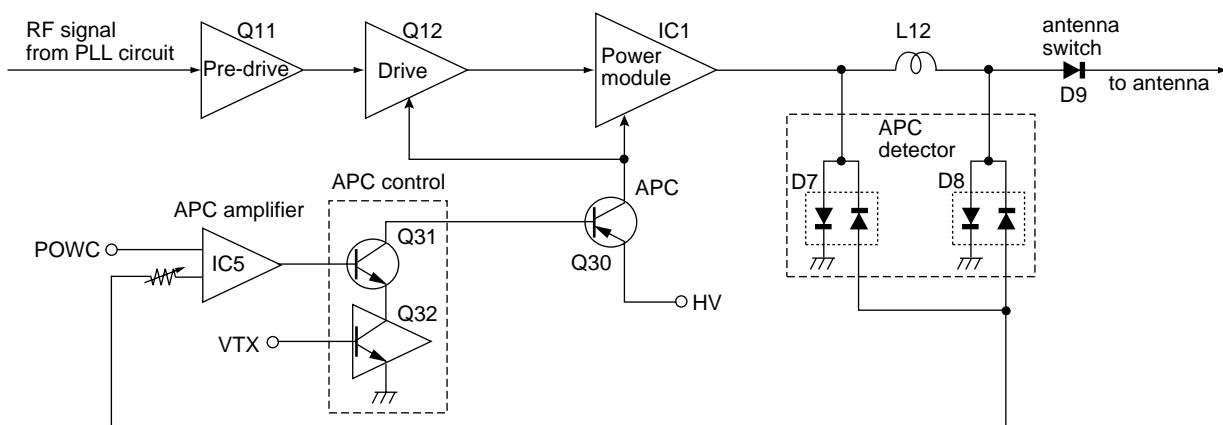 RF signal
from PLL circuit
Q11
Pre-drive
Q12
Drive
IC1
Power
module
L12
antenna
switch
D9
to antenna
APC
detector
D7
D8
APC control
APC
Q30
HV
APC amplifier
POWC
IC5
Q31
Q32
VTX